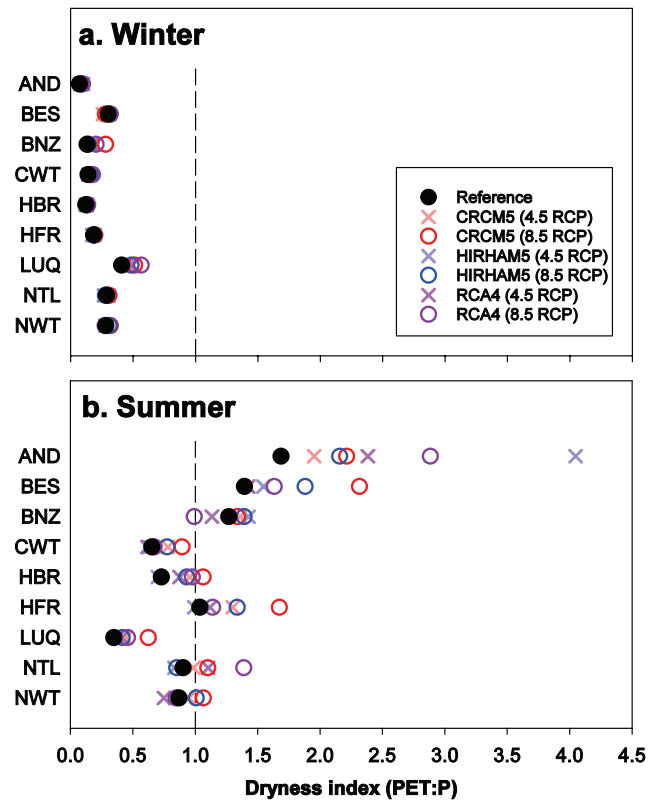 a. Winter
AND
BES
BNZ
CWT
HBR
HFR
LUQ
NTL
NWT
Reference
CRCM5 (4.5 RCP)
CRCM5 (8.5 RCP)
HIRHAM5 (4.5 RCP)
HIRHAM5 (8.5 RCP)
RCA4 (4.5 RCP)
RCA4 (8.5 RCP)
b. Summer
AND
BES
BNZ
CWT
HBR
HFR
LUQ
NTL
NWT
0.0 0.5 1.0 1.5 2.0 2.5 3.0 3.5 4.0 4.5
Dryness index (PET:P)